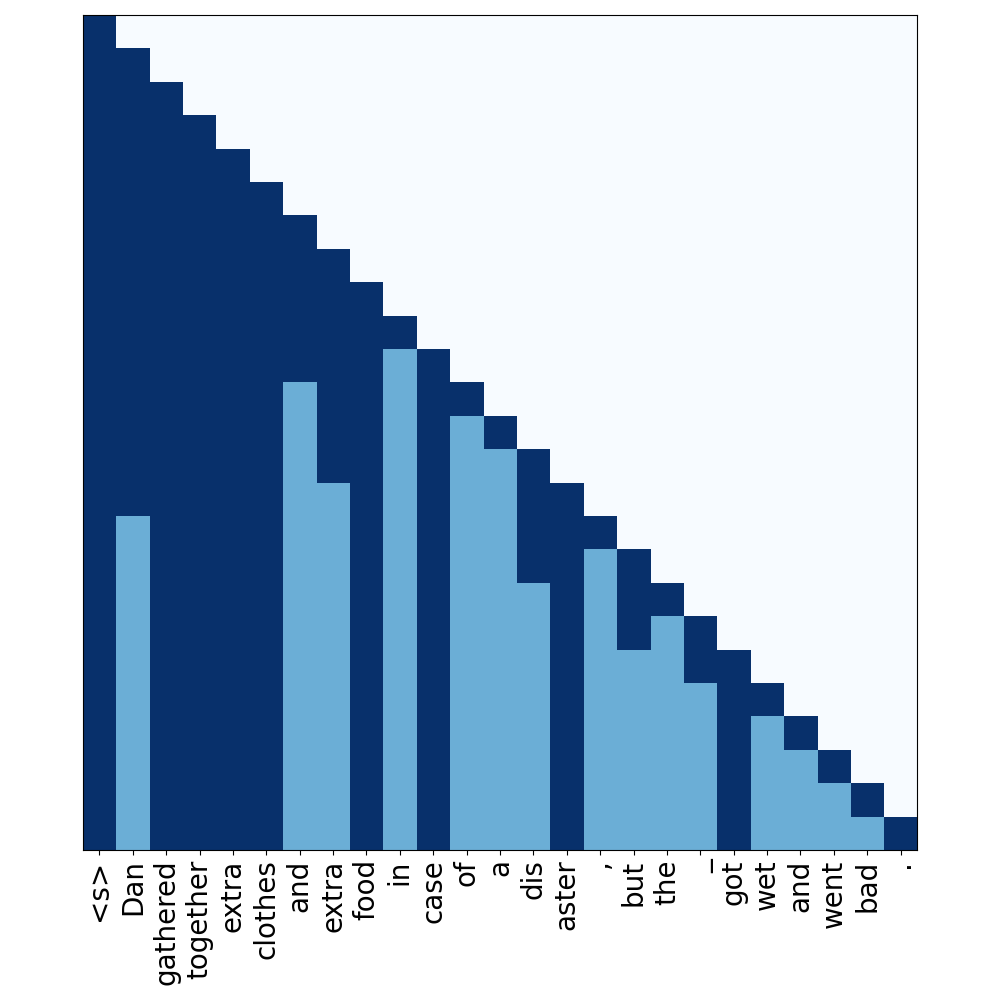 <s>
Dan
gathered
together
extra
clothes
and
extra
food
in
case
of
a
dis
aster
,
but
the
_
got
wet
and
went
bad
.